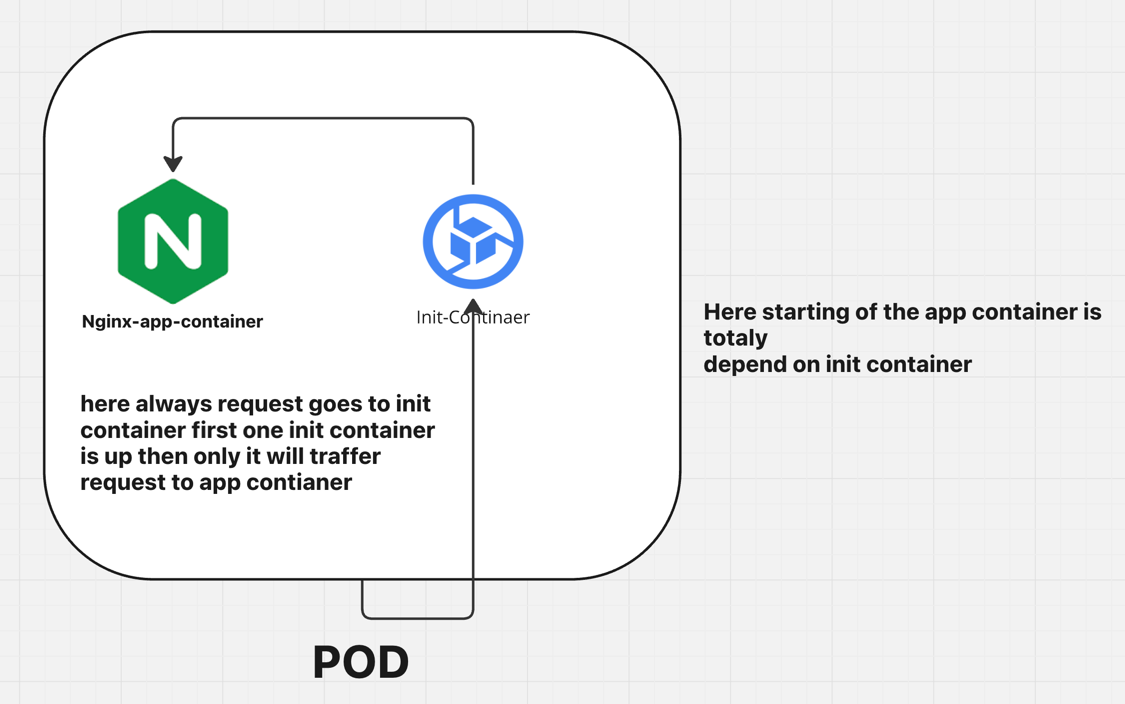 N
Nginx-app-container
Init-Continaer
here always request goes to init
container first one init container
is up then only it will traffer
request to app contianer
Here starting of the app container is
totaly
depend on init container
POD